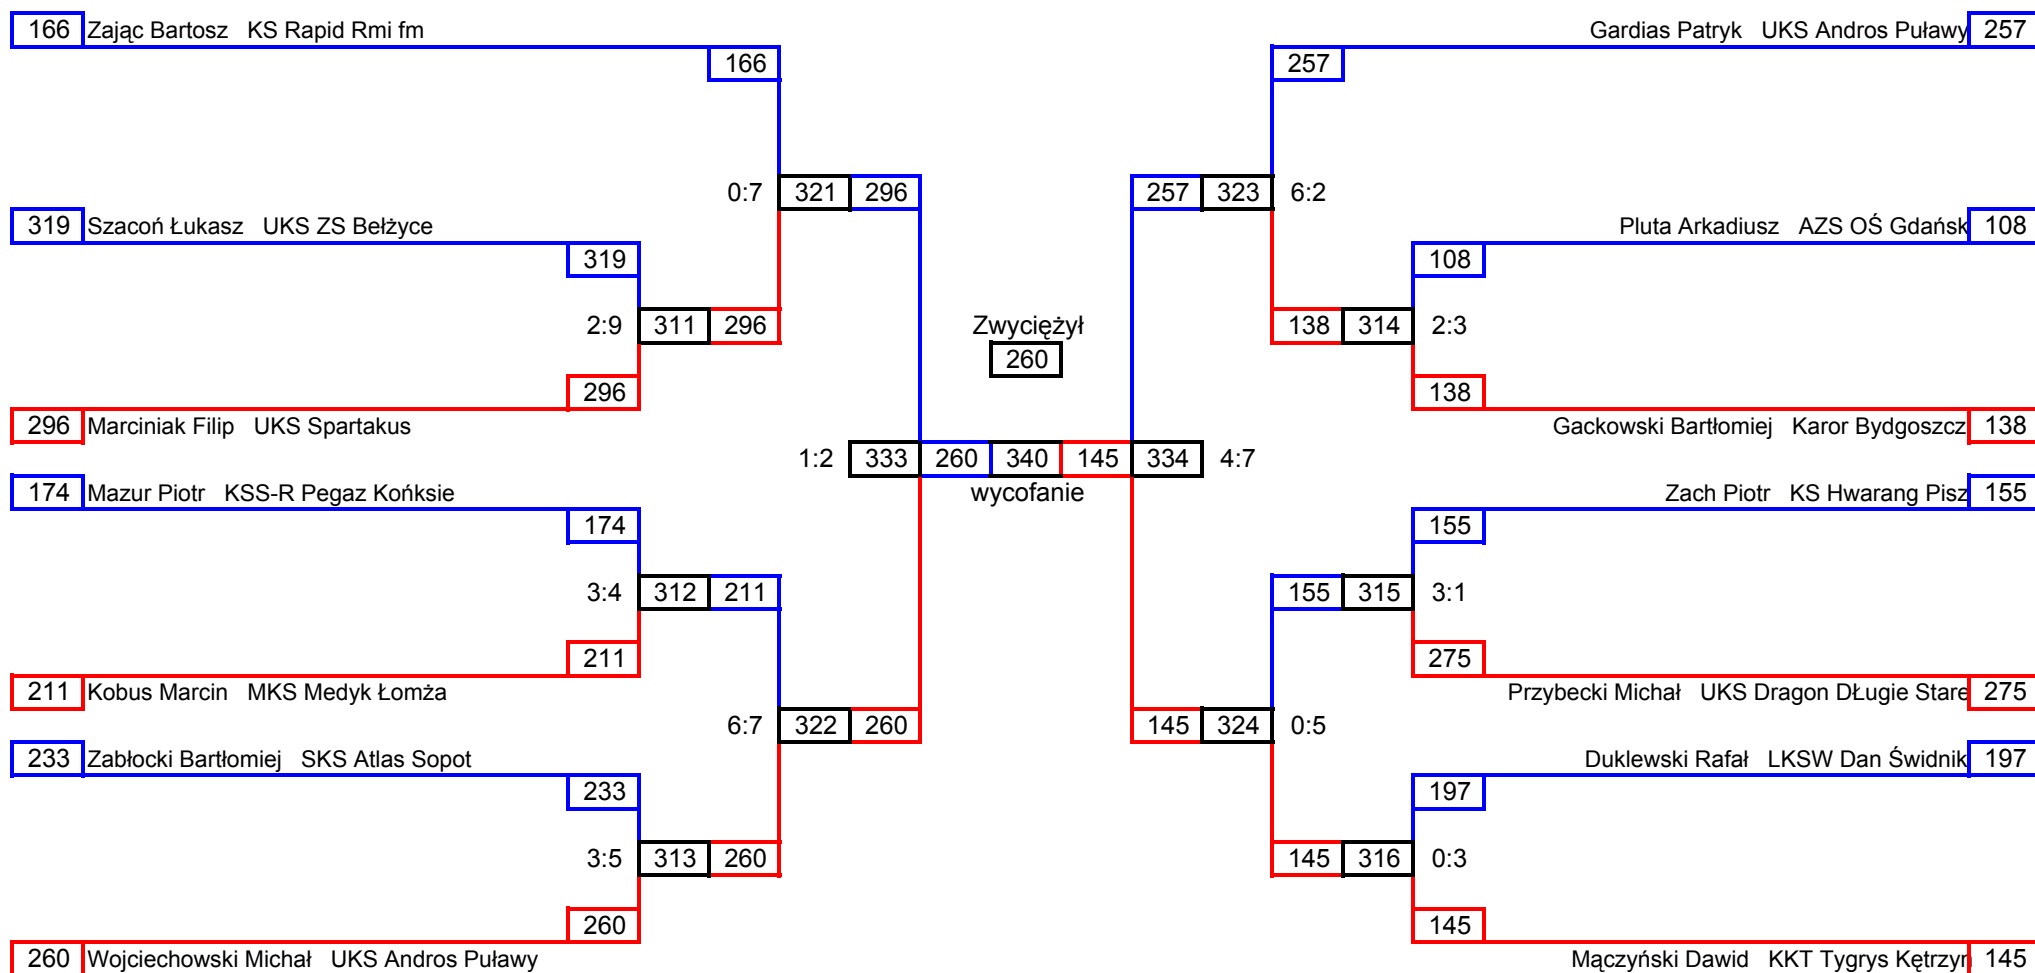 166 Zając Bartosz KS Rapid Rmi fm
Gardias Patryk UKS Andros Puławy 257
166
257
0:7 321 296
257 323 6:2
319 Szacoń Łukasz UKS ZS Bełżyce
Pluta Arkadiusz AZS OŚ Gdańsk 108
319
108
2:9 311 296
Zwyciężył
138 314 2:3
260
296
138
296 Marciniak Filip UKS Spartakus
Gackowski Bartłomiej Karor Bydgoszcz 138
1:2 333 260 340 145 334 4:7
wycofanie
174 Mazur Piotr KSS-R Pegaz Końksie
Zach Piotr KS Hwarang Pisz 155
174
155
3:4 312 211
155 315 3:1
211
275
211 Kobus Marcin MKS Medyk Łomża
Przybecki Michał UKS Dragon DŁugie Stare 275
6:7 322 260
145 324 0:5
233 Zabłocki Bartłomiej SKS Atlas Sopot
Duklewski Rafał LKSW Dan Świdnik 197
233
197
3:5 313 260
145 316 0:3
260
145
260 Wojciechowski Michał UKS Andros Puławy
Mączyński Dawid KKT Tygrys Kętrzyn 145